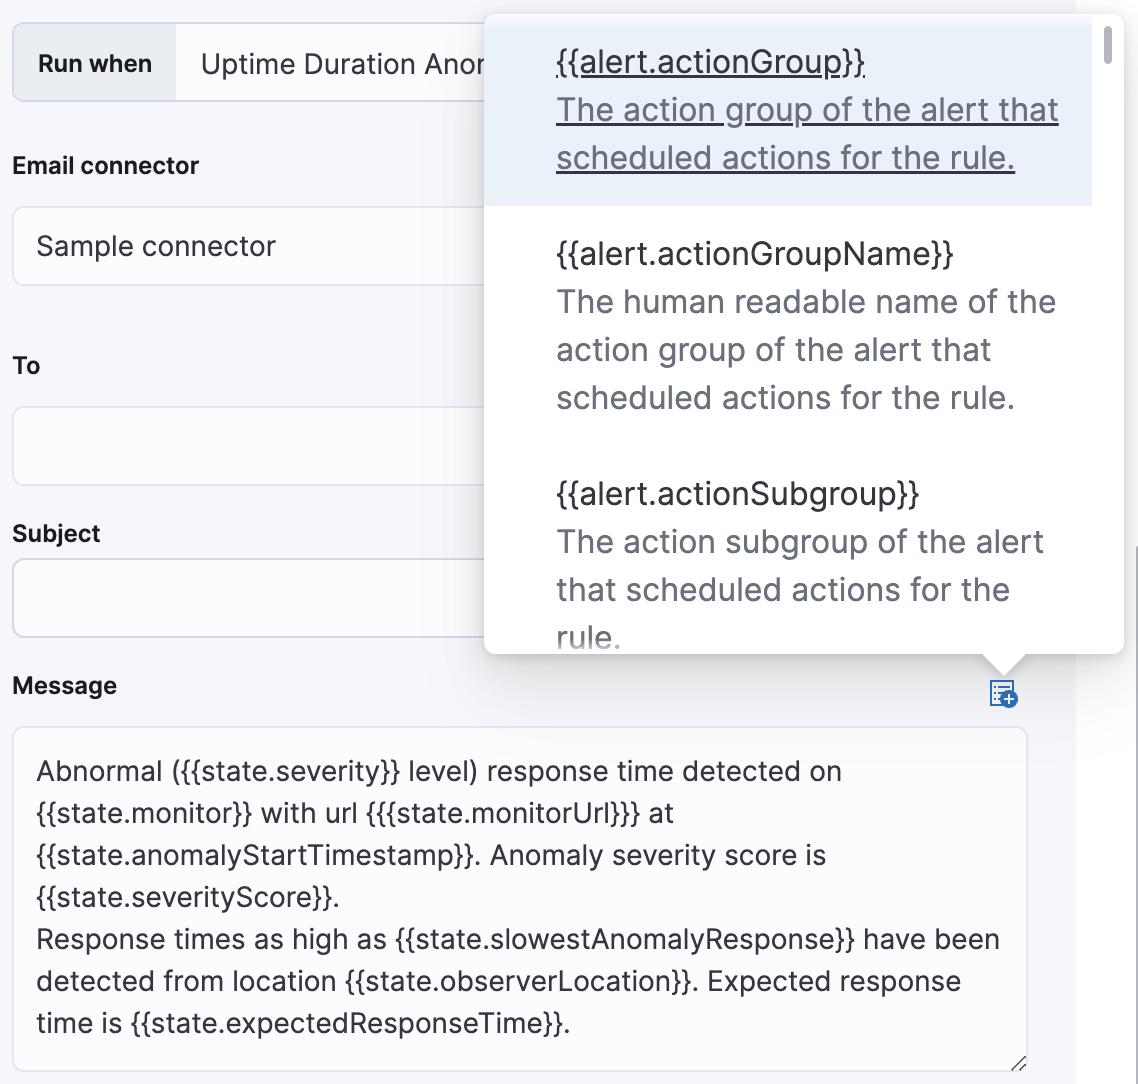 Run when
Uptime Duration Anor
Email connector
Sample connector
To
Subject
Message
{{alert.actionGroup}}
The action group of the alert that
scheduled actions for the rule.
{{alert.actionGroupName}}
The human readable name of the
action group of the alert that
scheduled actions for the rule.
{{alert.actionSubgroup}}
The action subgroup of the alert
that scheduled actions for the
rule.
Abnormal ({{state.severity}} level) response time detected on
{{state.monitor}} with url {{{state.monitorUrl}}} at
{{state.anomalyStartTimestamp}}. Anomaly severity score is
{{state.severityScore}}.
Response times as high as {{state.slowestAnomalyResponse}} have been
detected from location {{state.observerLocation}}. Expected response
time is {{state.expectedResponseTime}}.